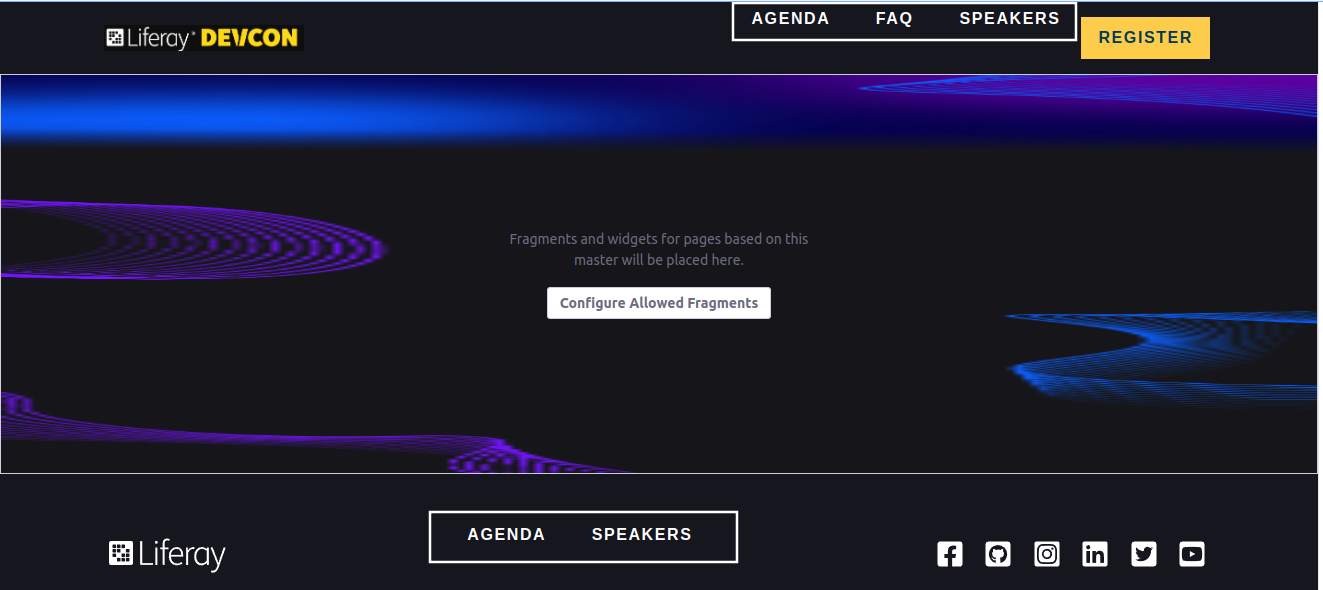 Liferay DEVCON
AGENDA FAQ SPEAKERS
REGISTER
Fragments and widgets for pages based on this
master will be placed here.
Configure Allowed Fragments
Liferay
AGENDA SPEAKERS